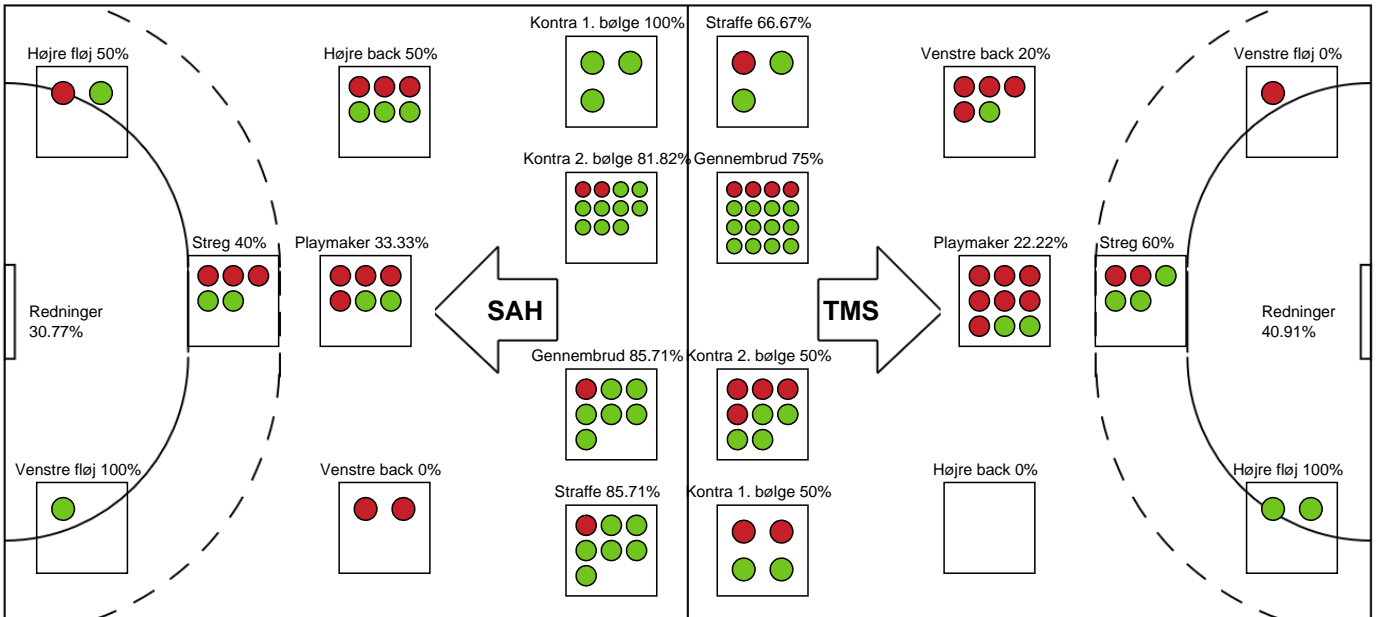 Kontra 1. bølge 100%
Straffe 66.67%
Højre fløj 50%
Højre back 50%
Venstre back 20%
Venstre fløj 0%
Kontra 2. bølge 81.82%
Gennembrud 75%
Streg 40%
Playmaker 33.33%
Playmaker 22.22%
Streg 60%
Redninger
30.77%
SAH
TMS
Redninger
40.91%
Gennembrud 85.71%
Kontra 2. bølge 50%
Venstre fløj 100%
Venstre back 0%
Højre back 0%
Højre fløj 100%
Straffe 85.71%
Kontra 1. bølge 50%